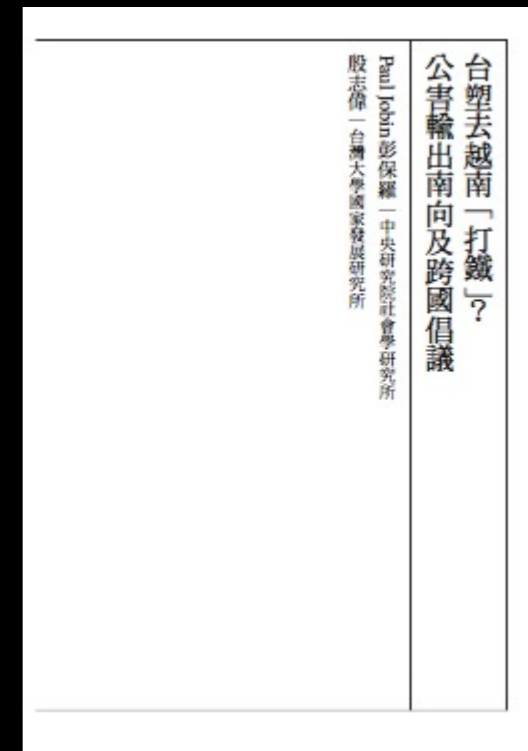 台塑去越南「打鐵」？
公害輸出南向及跨國倡議
Paul Jobin 彭保羅｜中央研究院社會學研究所
殷志偉｜台灣大學國家發展研究所